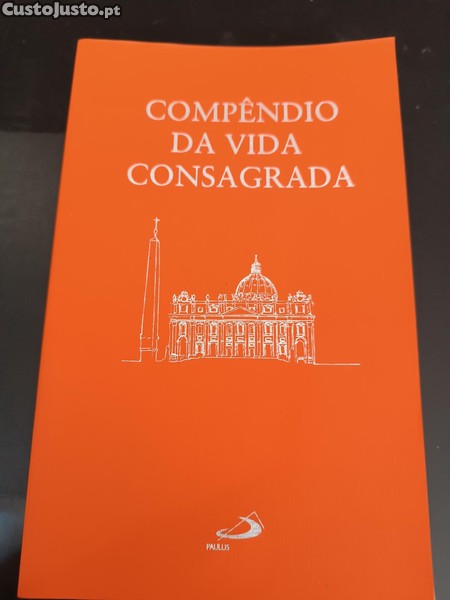 CustoJusto.pt
COMPÊNDIO
DA VIDA
CONSAGRADA
PAULUS